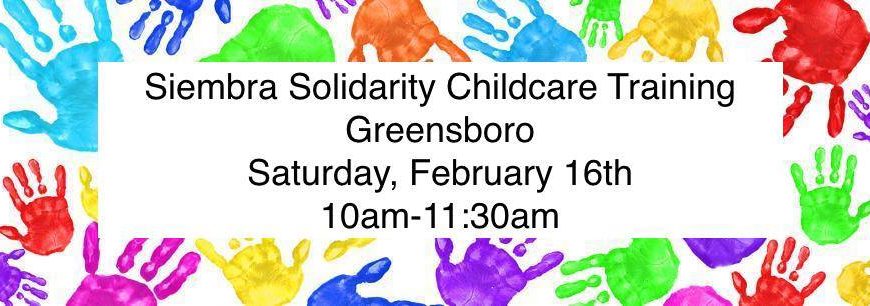 Siembra Solidarity Childcare Training
Greensboro
Saturday, February 16th
10am-11:30am